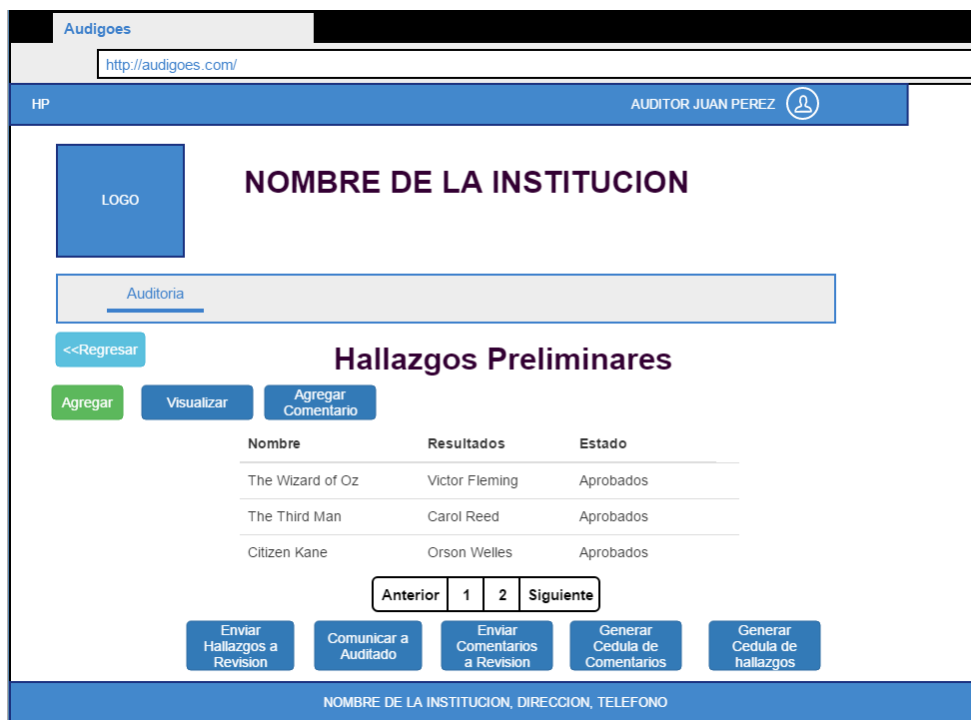 Audigoes
http://audigoes.com/
HP AUDITOR JUAN PEREZ
NOMBRE DE LA INSTITUCION
LOGO
Auditoria
<<Regresar
Hallazgos Preliminares
Agregar
Visualizar
Agregar
Comentario
Nombre Resultados Estado
The Wizard of Oz Victor Fleming Aprobados
The Third Man Carol Reed Aprobados
Citizen Kane Orson Welles Aprobados
Anterior 1 2 Siguiente
Enviar
Hallazgos a
Revision
Comunicar a
Auditado
Enviar
Comentarios
a Revision
Generar
Cedula de
Comentarios
Generar
Cedula de
hallazgos
NOMBRE DE LA INSTITUCION, DIRECCION, TELEFONO